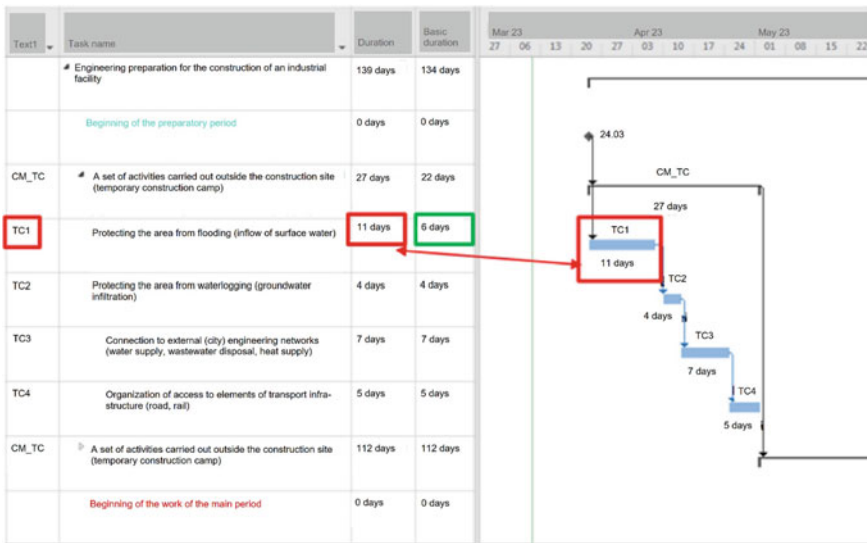 Text1 Task name Duration Basic duration
Mar 23 Apr 23 May 23
27 06 13 20 27 03 10 17 24 01 08 15 22
Engineering preparation for the construction of an industrial
facility
139 days 134 days
Beginning of the preparatory period 0 days 0 days
24.03
CM_TC A set of activities carried out outside the construction site
(temporary construction camp)
27 days 22 days
CM_TC
27 days
TC1 Protecting the area from flooding (inflow of surface water) 11 days 6 days
TC1
11 days
TC2 Protecting the area from waterlogging (groundwater
infiltration)
4 days 4 days
TC2
4 days
TC3 Connection to external (city) engineering networks
(water supply, wastewater disposal, heat supply)
7 days 7 days
TC3
7 days
TC4 Organization of access to elements of transport infra-
structure (road, rail)
5 days 5 days
TC4
5 days
CM_TC A set of activities carried out outside the construction site
(temporary construction camp)
112 days 112 days
Beginning of the work of the main period 0 days 0 days